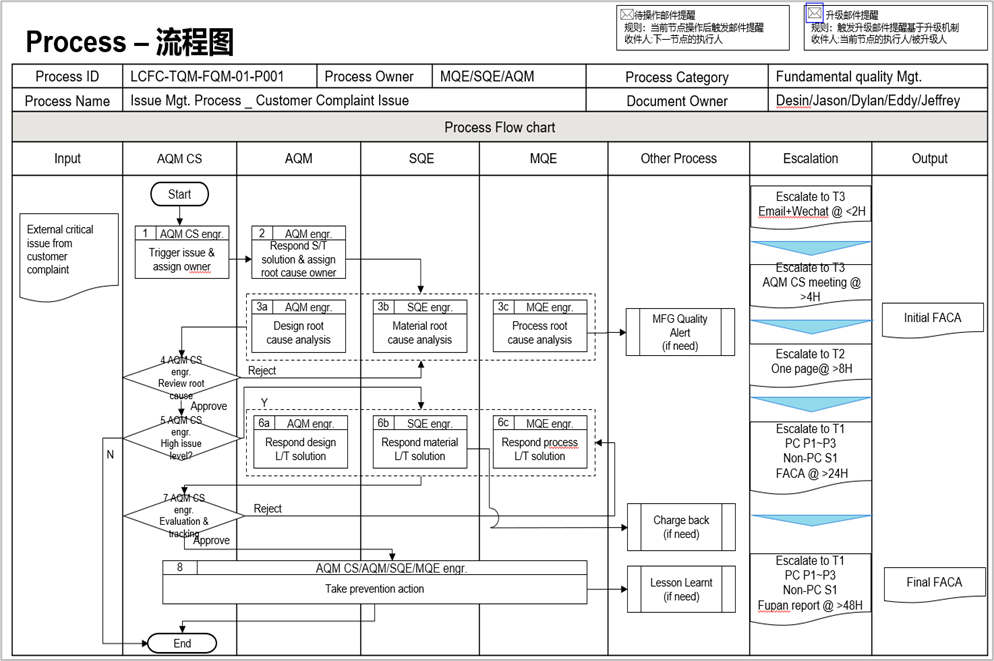 待操作邮件提醒
规则：当前节点操作后触发邮件提醒
收件人:下一节点的执行人
升级邮件提醒
规则：触发升级邮件提醒基于升级机制
收件人:当前节点的执行人/被升级人
Process – 流程图
Process ID
LCFC-TQM-FQM-01-P001
Process Owner
MQE/SQE/AQM
Process Category
Fundamental quality Mgt.
Process Name
Issue Mgt. Process _ Customer Complaint Issue
Document Owner
Desin/Jason/Dylan/Eddy/Jeffrey
Process Flow chart
Input
AQM CS
AQM
SQE
MQE
Other Process
Escalation
Output
External critical
issue from
customer
complaint
Start
1
AQM CS engr.
Trigger issue &
assign owner
2
AQM engr.
Respond S/T
solution & assign
root cause owner
3a
AQM engr.
Design root
cause analysis
3b
SQE engr.
Material root
cause analysis
3c
MQE engr.
Process root
cause analysis
MFG Quality
Alert
(if need)
4 AQM CS
engr.
Review root
cause
Reject
Approve
5 AQM CS
engr.
High issue
level?
Y
N
6a
AQM engr.
Respond design
L/T solution
6b
SQE engr.
Respond material
L/T solution
6c
MQE engr.
Respond process
L/T solution
7 AQM CS
engr.
Evaluation &
tracking
Reject
Approve
Charge back
(if need)
8
AQM CS/AQM/SQE/MQE engr.
Take prevention action
Lesson Learnt
(if need)
End
Escalate to T3
Email+Wechat @ <2H
Escalate to T3
AQM CS meeting @
>4H
Escalate to T2
One page@ >8H
Escalate to T1
PC P1~P3
Non-PC S1
FACA @ >24H
Escalate to T1
PC P1~P3
Non-PC S1
Fupan report @ >48H
Initial FACA
Final FACA